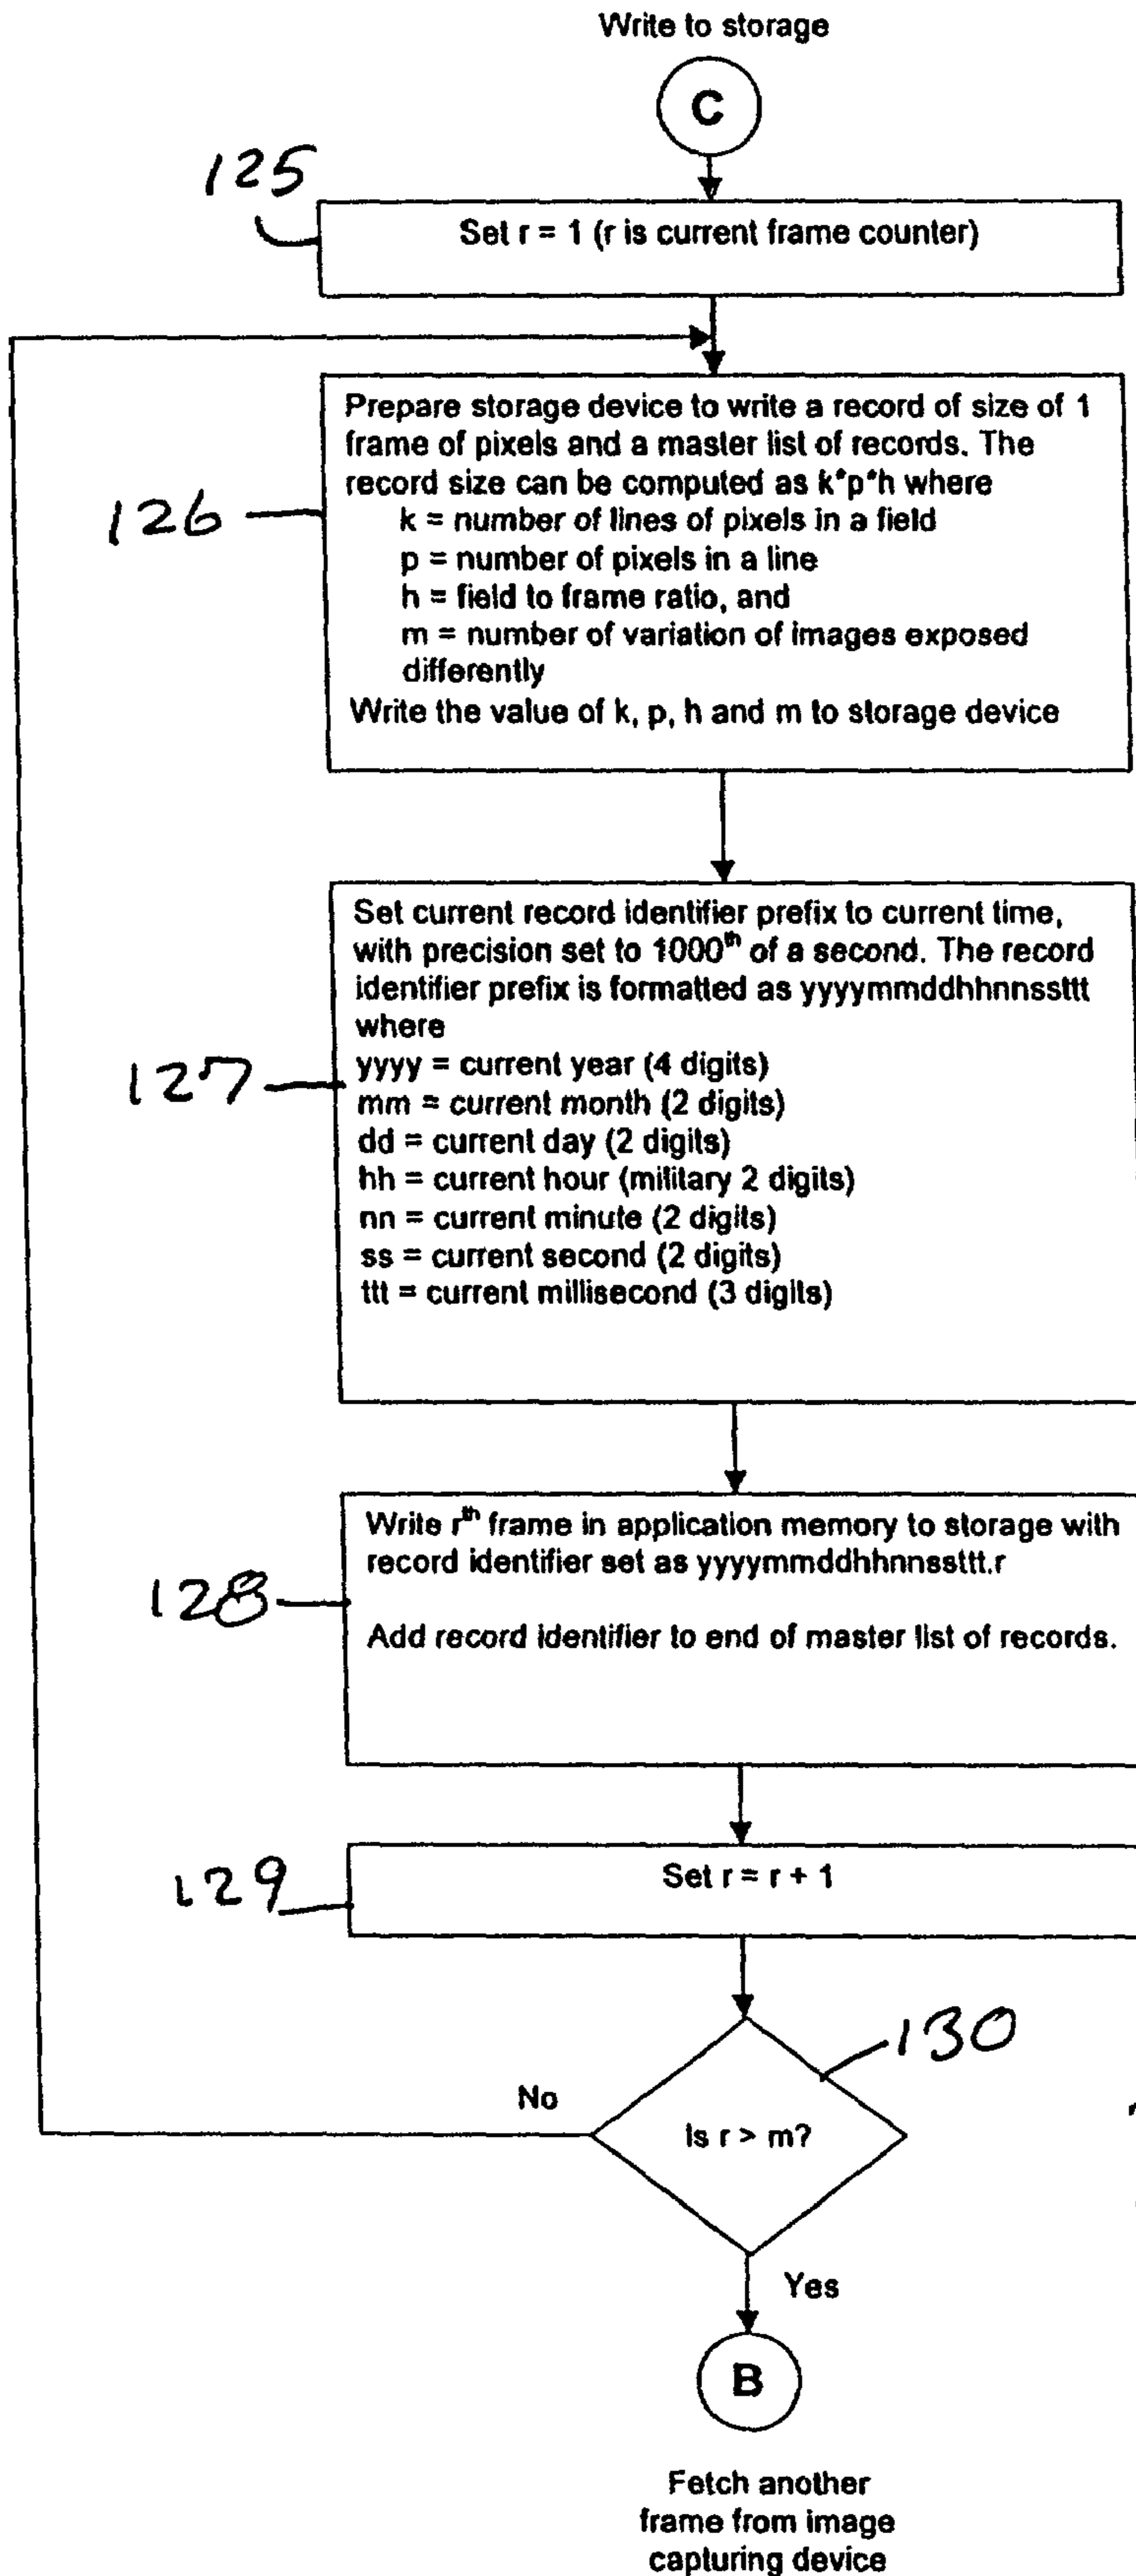 Write to storage
C
125
Set r = 1 (r is current frame counter)
Prepare storage device to write a record of size of 1
frame of pixels and a master list of records. The
record size can be computed as k*p*h where
k = number of lines of pixels in a field
p = number of pixels in a line
h = field to frame ratio, and
m = number of variation of images exposed
differently
Write the value of k, p, h and m to storage device
126
Set current record identifier prefix to current time,
with precision set to 1000th of a second. The record
identifier prefix is formatted as yyyymmddhhnnssttt
where
yyyy = current year (4 digits)
mm = current month (2 digits)
dd = current day (2 digits)
hh = current hour (military 2 digits)
nn = current minute (2 digits)
ss = current second (2 digits)
ttt = current millisecond (3 digits)
127
Write rth frame in application memory to storage with
record identifier set as yyyymmddhhnnssttt.r
Add record identifier to end of master list of records.
128
129
Set r = r + 1
130
No
Is r > m?
Yes
B
Fetch another
frame from image
capturing device